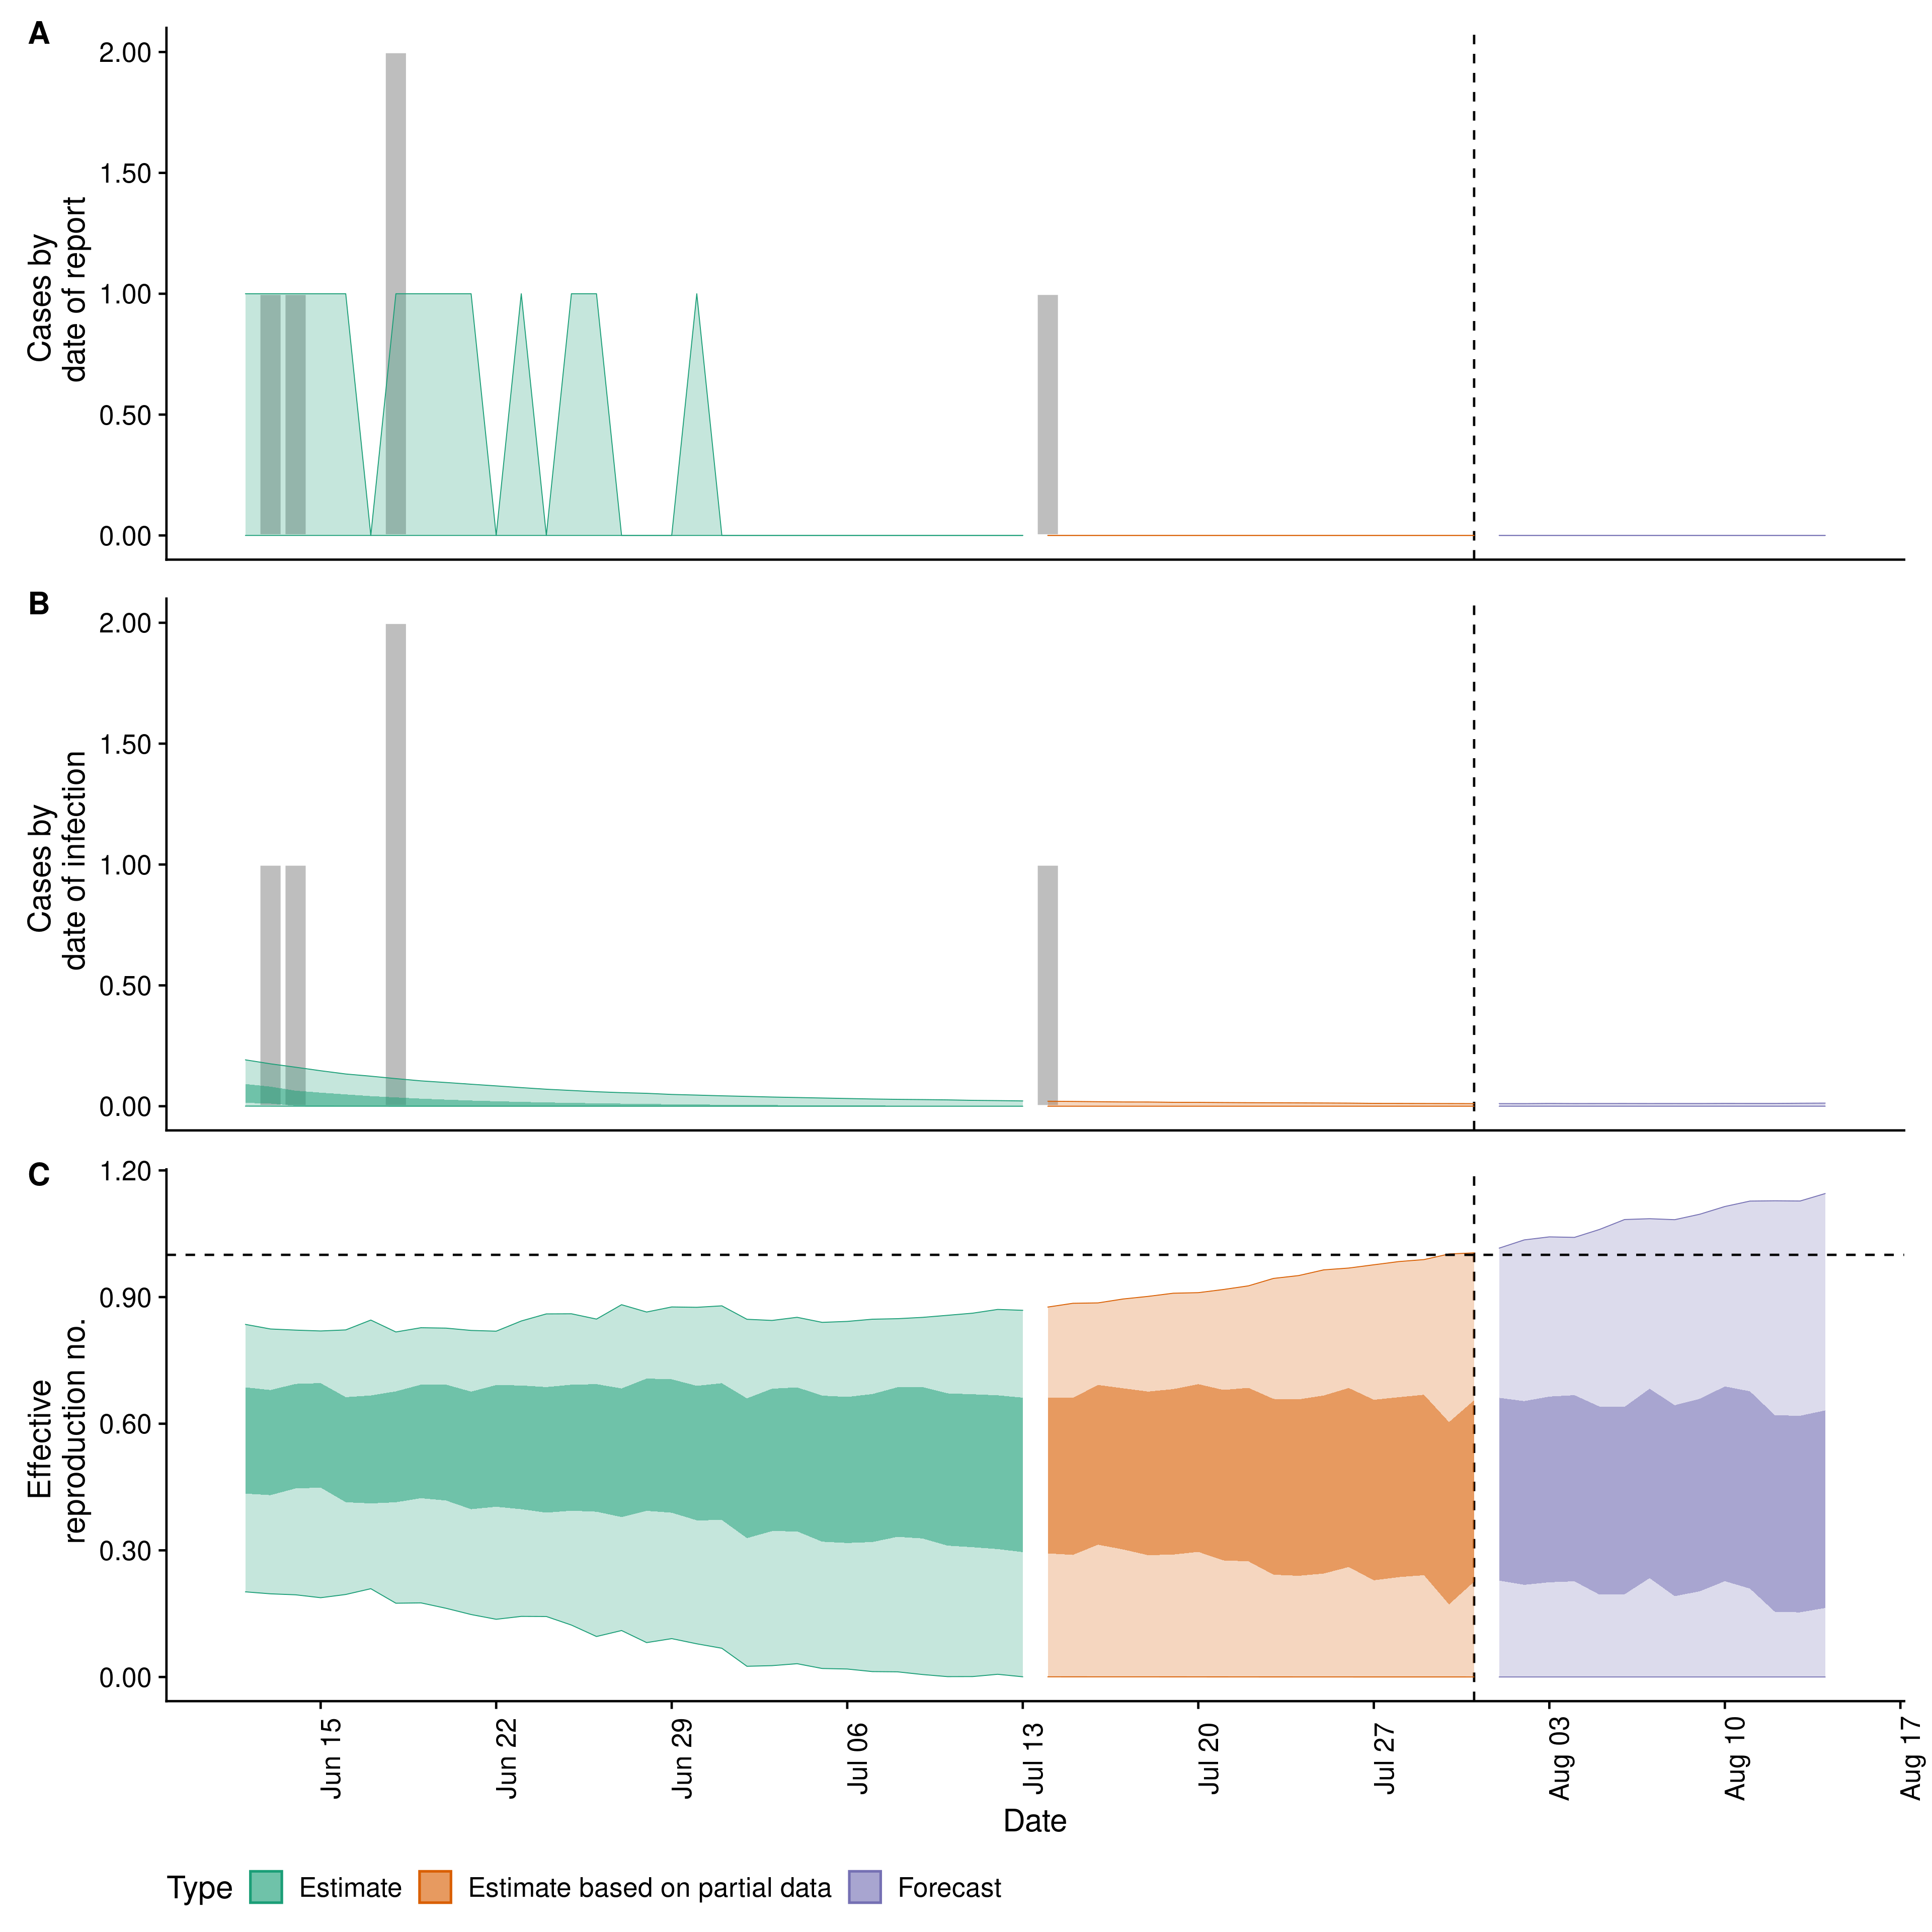 A
2.00
1.50
1.00
0.50
0.00
Cases by
date of report
B
2.00
1.50
1.00
0.50
0.00
Cases by
date of infection
C
1.20
0.90
0.60
0.30
0.00
Effective
reproduction no.
Jun 15
Jun 22
Jun 29
Jul 06
Jul 13
Jul 20
Jul 27
Aug 03
Aug 10
Aug 17
Date
Type
Estimate
Estimate based on partial data
Forecast